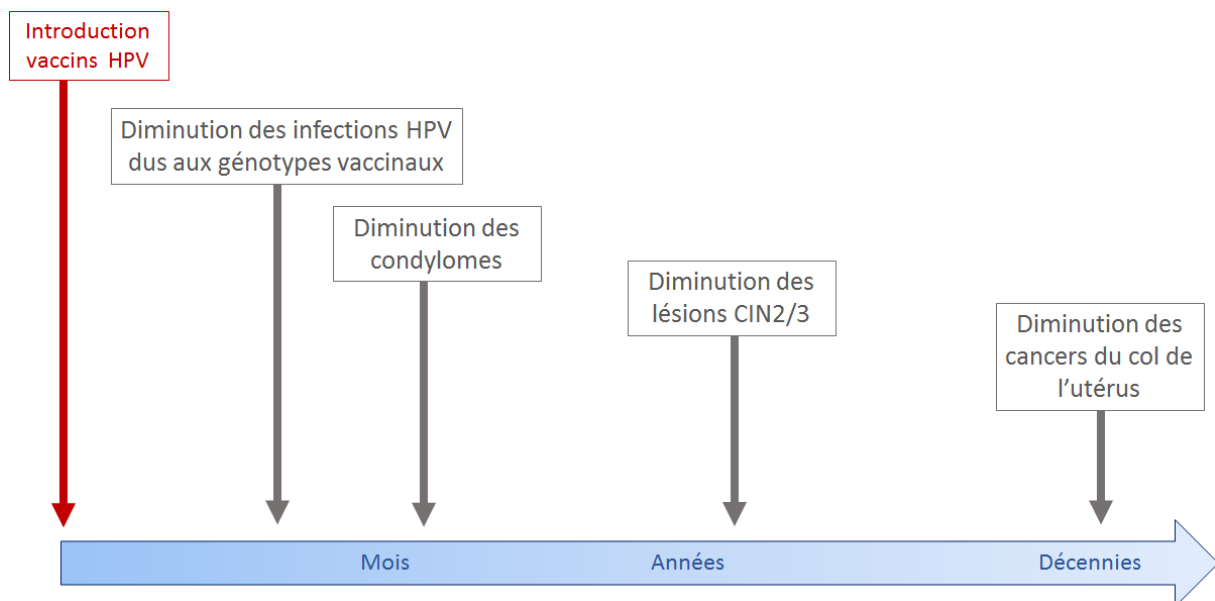 Introduction
vaccins HPV
Diminution des infections HPV
dus aux génotypes vaccinaux
Diminution des
condylomes
Diminution des
lésions CIN2/3
Diminution des
cancers du col de
l'utérus
Mois
Années
Décennies